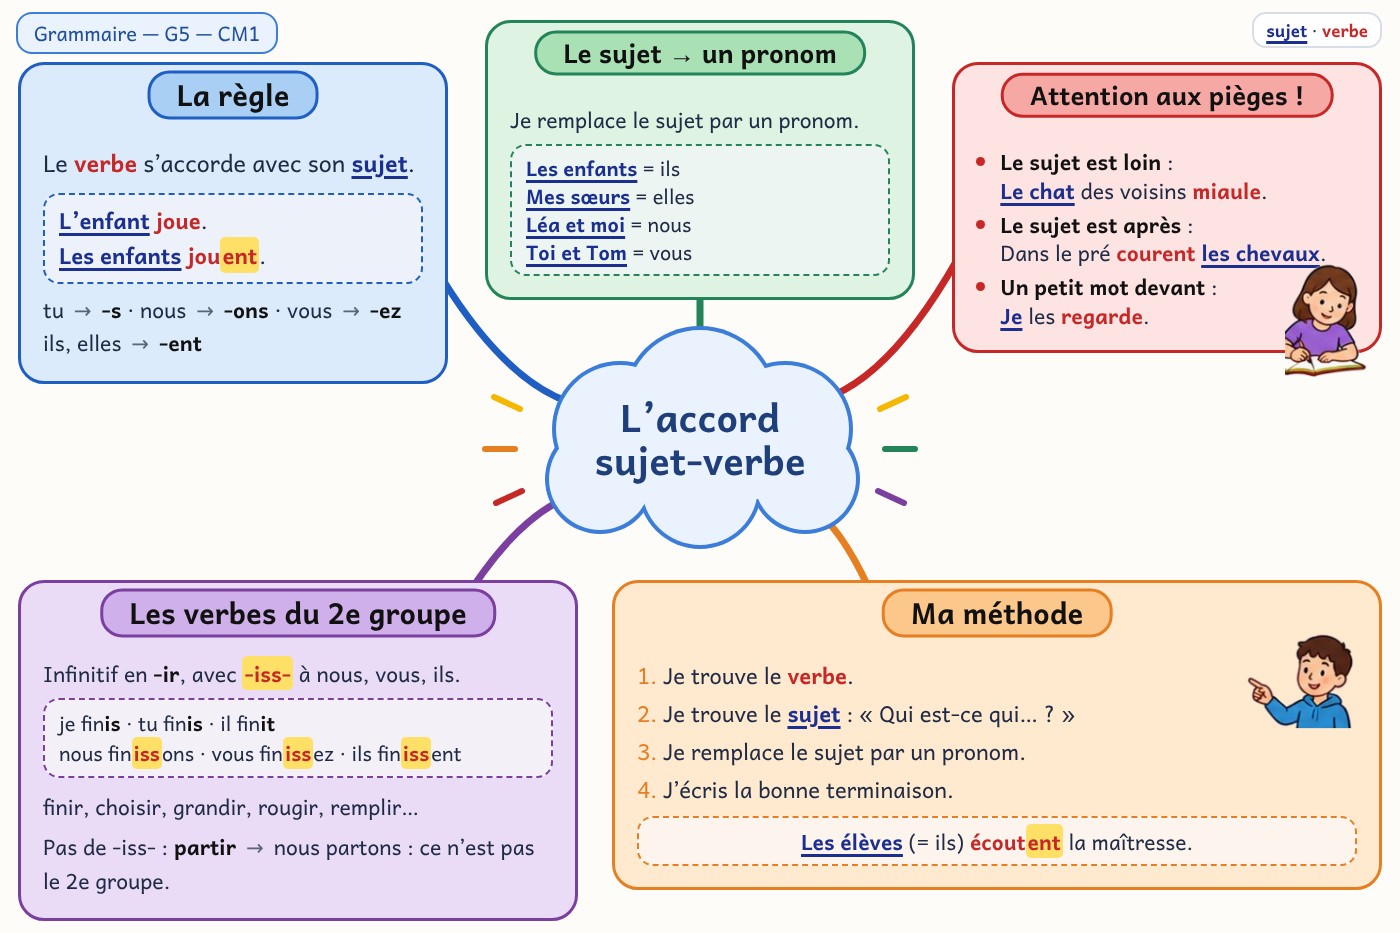 Grammaire — G5 — CM1
sujet · verbe
La règle
Le verbe s’accorde avec son sujet.
L’enfant joue.
Les enfants jouent.
tu → -s · nous → -ons · vous → -ez
ils, elles → -ent
Le sujet → un pronom
Je remplace le sujet par un pronom.
Les enfants = ils
Mes sœurs = elles
Léa et moi = nous
Toi et Tom = vous
Attention aux pièges !
• Le sujet est loin :
Le chat des voisins miaule.
• Le sujet est après :
Dans le pré courent les chevaux.
• Un petit mot devant :
Je les regarde.
L’accord
sujet-verbe
Les verbes du 2e groupe
Infinitif en -ir, avec -iss- à nous, vous, ils.
je finis · tu finis · il finit
nous finissons · vous finissez · ils finissent
finir, choisir, grandir, rougir, remplir…
Pas de -iss- : partir → nous partons : ce n’est pas
le 2e groupe.
Ma méthode
1. Je trouve le verbe.
2. Je trouve le sujet : « Qui est-ce qui… ? »
3. Je remplace le sujet par un pronom.
4. J’écris la bonne terminaison.
Les élèves (= ils) écoutent la maîtresse.